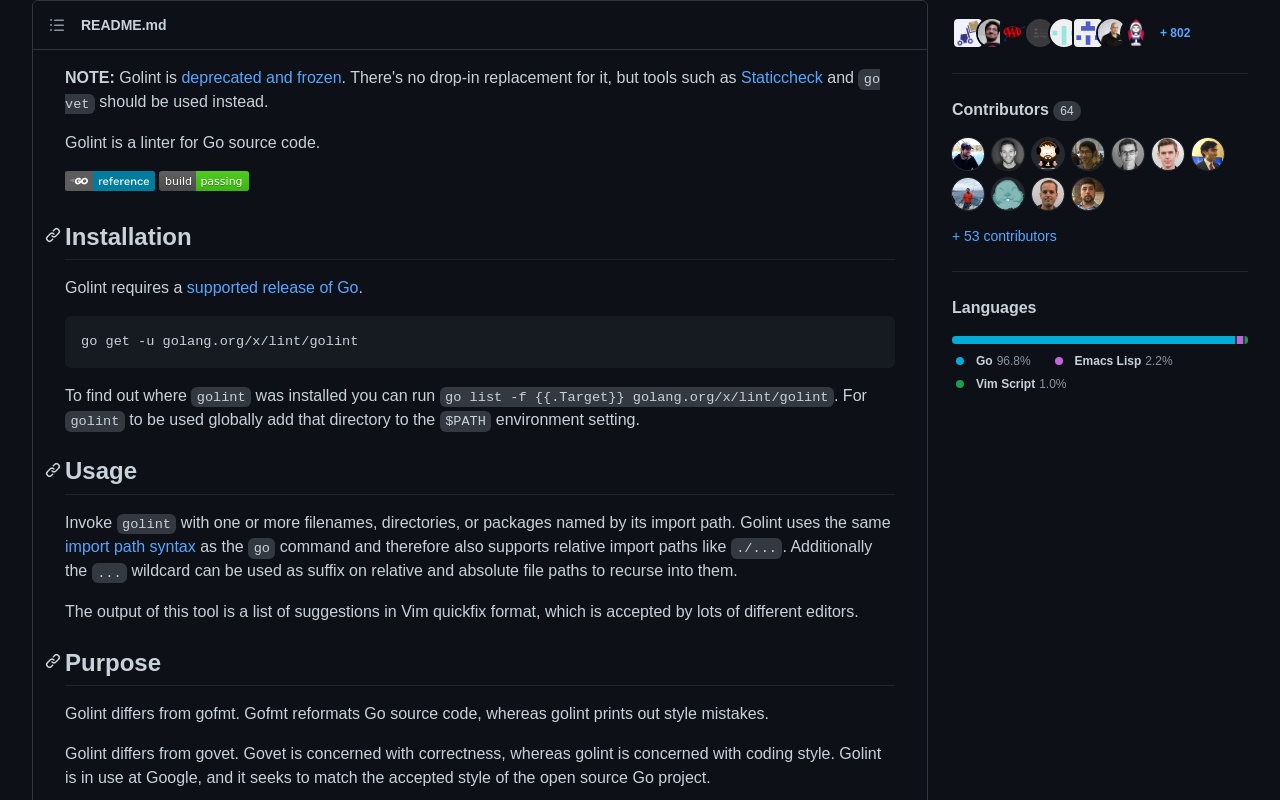 README.md
NOTE: Golint is deprecated and frozen. There's no drop-in replacement for it, but tools such as Staticcheck and go
vet should be used instead.
Golint is a linter for Go source code.
GO reference build passing
Installation
Golint requires a supported release of Go.
go get -u golang.org/x/lint/golint
To find out where golint was installed you can run go list -f {{.Target}} golang.org/x/lint/golint. For
golint to be used globally add that directory to the $PATH environment setting.
Usage
Invoke golint with one or more filenames, directories, or packages named by its import path. Golint uses the same
import path syntax as the go command and therefore also supports relative import paths like ./.... Additionally
the ... wildcard can be used as suffix on relative and absolute file paths to recurse into them.
The output of this tool is a list of suggestions in Vim quickfix format, which is accepted by lots of different editors.
Purpose
Golint differs from gofmt. Gofmt reformats Go source code, whereas golint prints out style mistakes.
Golint differs from govet. Govet is concerned with correctness, whereas golint is concerned with coding style. Golint
is in use at Google, and it seeks to match the accepted style of the open source Go project.
+ 802
Contributors 64
+ 53 contributors
Languages
Go 96.8% Emacs Lisp 2.2%
Vim Script 1.0%